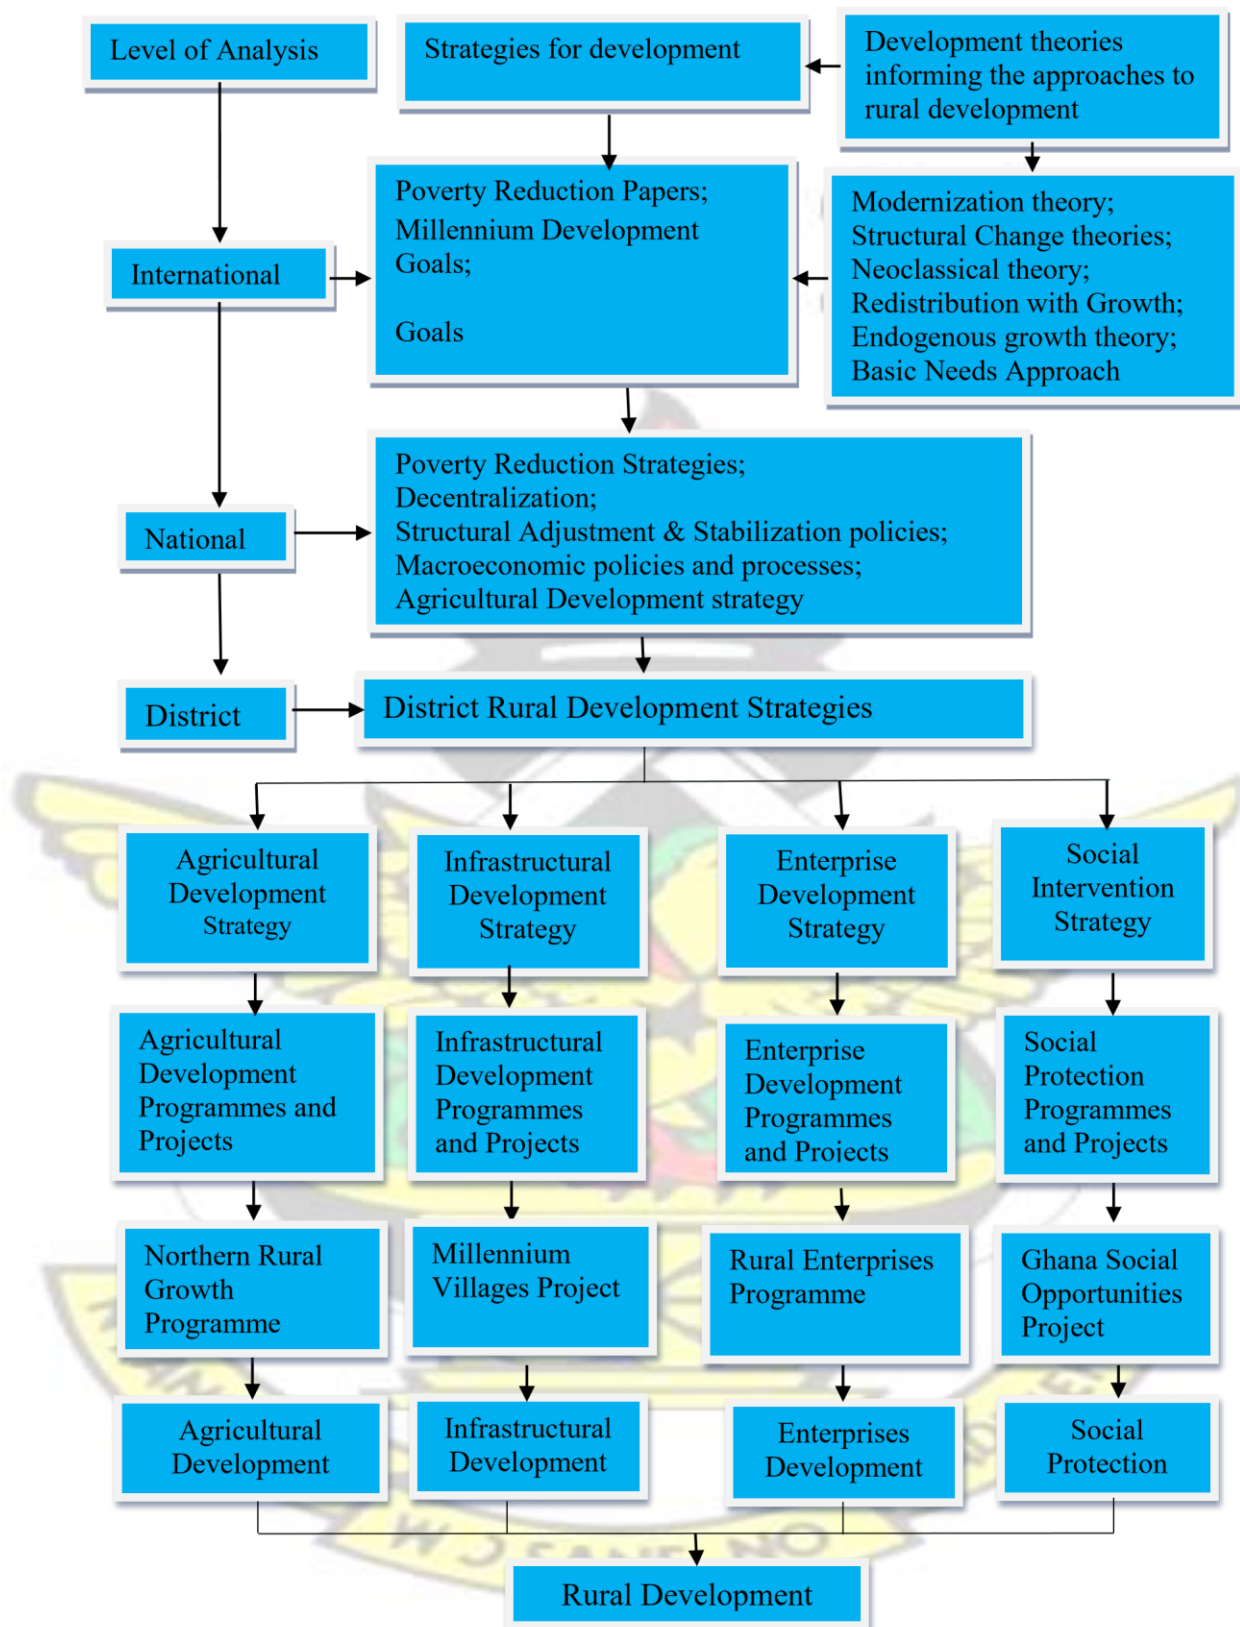 Level of Analysis
Strategies for development
Development theories
informing the approaches to
rural development
Poverty Reduction Papers;
Millennium Development
Goals;
Goals
Modernization theory;
Structural Change theories;
Neoclassical theory;
Redistribution with Growth;
Endogenous growth theory;
Basic Needs Approach
International
Poverty Reduction Strategies;
Decentralization;
Structural Adjustment & Stabilization policies;
Macroeconomic policies and processes;
Agricultural Development strategy
National
District
District Rural Development Strategies
Agricultural
Development
Strategy
Infrastructural
Development
Strategy
Enterprise
Development
Strategy
Social
Intervention
Strategy
Agricultural
Development
Programmes and
Projects
Infrastructural
Development
Programmes
and Projects
Enterprise
Development
Programmes
and Projects
Social
Protection
Programmes
and Projects
Northern Rural
Growth
Programme
Millennium
Villages Project
Rural Enterprises
Programme
Ghana Social
Opportunities
Project
Agricultural
Development
Infrastructural
Development
Enterprises
Development
Social
Protection
Rural Development